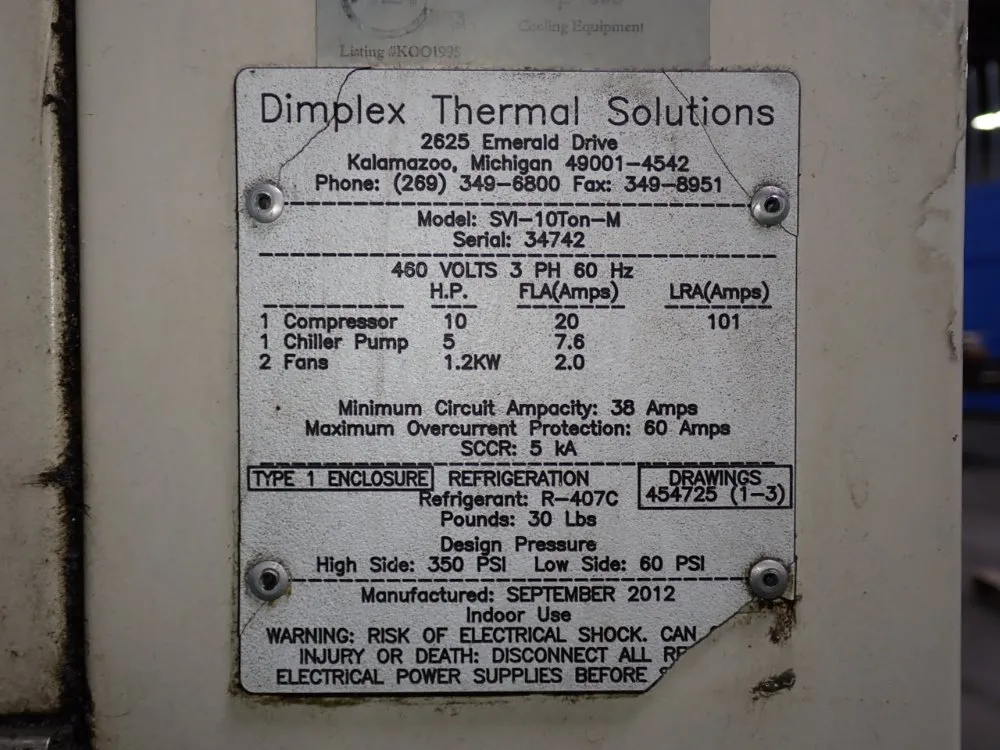 Cooling Equipment
Listing #KOO1995
Dimplex Thermal Solutions
2625 Emerald Drive
Kalamazoo, Michigan 49001-4542
Phone: (269) 349-6800 Fax: 349-8951
Model: SVI-10Ton-M
Serial: 34742
460 VOLTS 3 PH 60 Hz
H.P. FLA(Amps) LRA(Amps)
1 Compressor 10 20 101
1 Chiller Pump 5 7.6
2 Fans 1.2KW 2.0
Minimum Circuit Ampacity: 38 Amps
Maximum Overcurrent Protection: 60 Amps
SCCR: 5 kA
TYPE 1 ENCLOSURE REFRIGERATION DRAWINGS
Refrigerant: R-407C 454725 (1-3)
Pounds: 30 Lbs
Design Pressure
High Side: 350 PSI Low Side: 60 PSI
Manufactured: SEPTEMBER 2012
Indoor Use
WARNING: RISK OF ELECTRICAL SHOCK. CAN
INJURY OR DEATH: DISCONNECT ALL RE
ELECTRICAL POWER SUPPLIES BEFORE